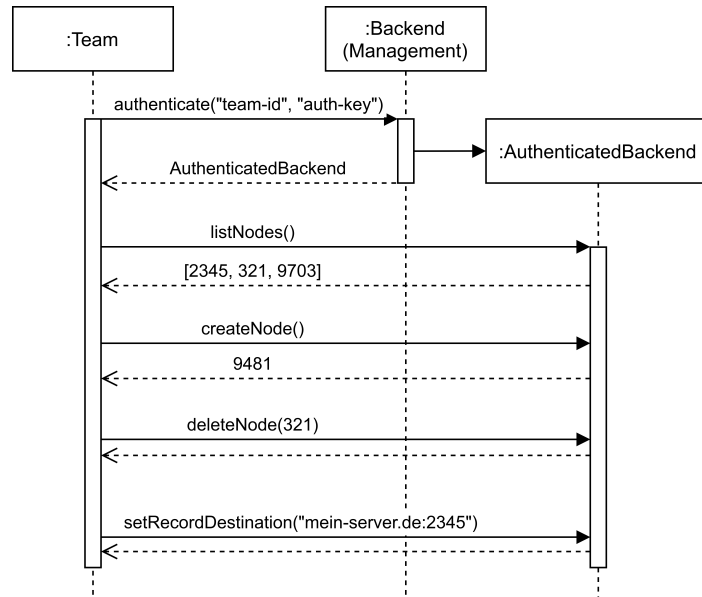 :Team
:Backend
(Management)
authenticate("team-id", "auth-key")
:AuthenticatedBackend
AuthenticatedBackend
listNodes()
[2345, 321, 9703]
createNode()
9481
deleteNode(321)
setRecordDestination("mein-server.de:2345")